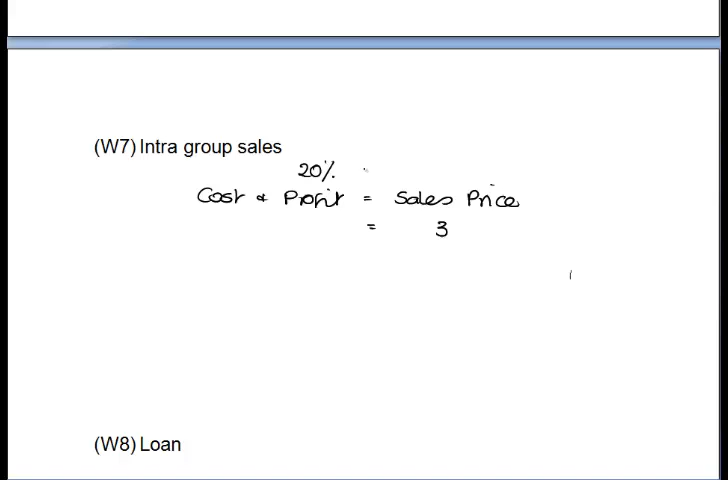 (W7) Intra group sales
20%
Cost + Profit = Sales Price
= 3
(W8) Loan